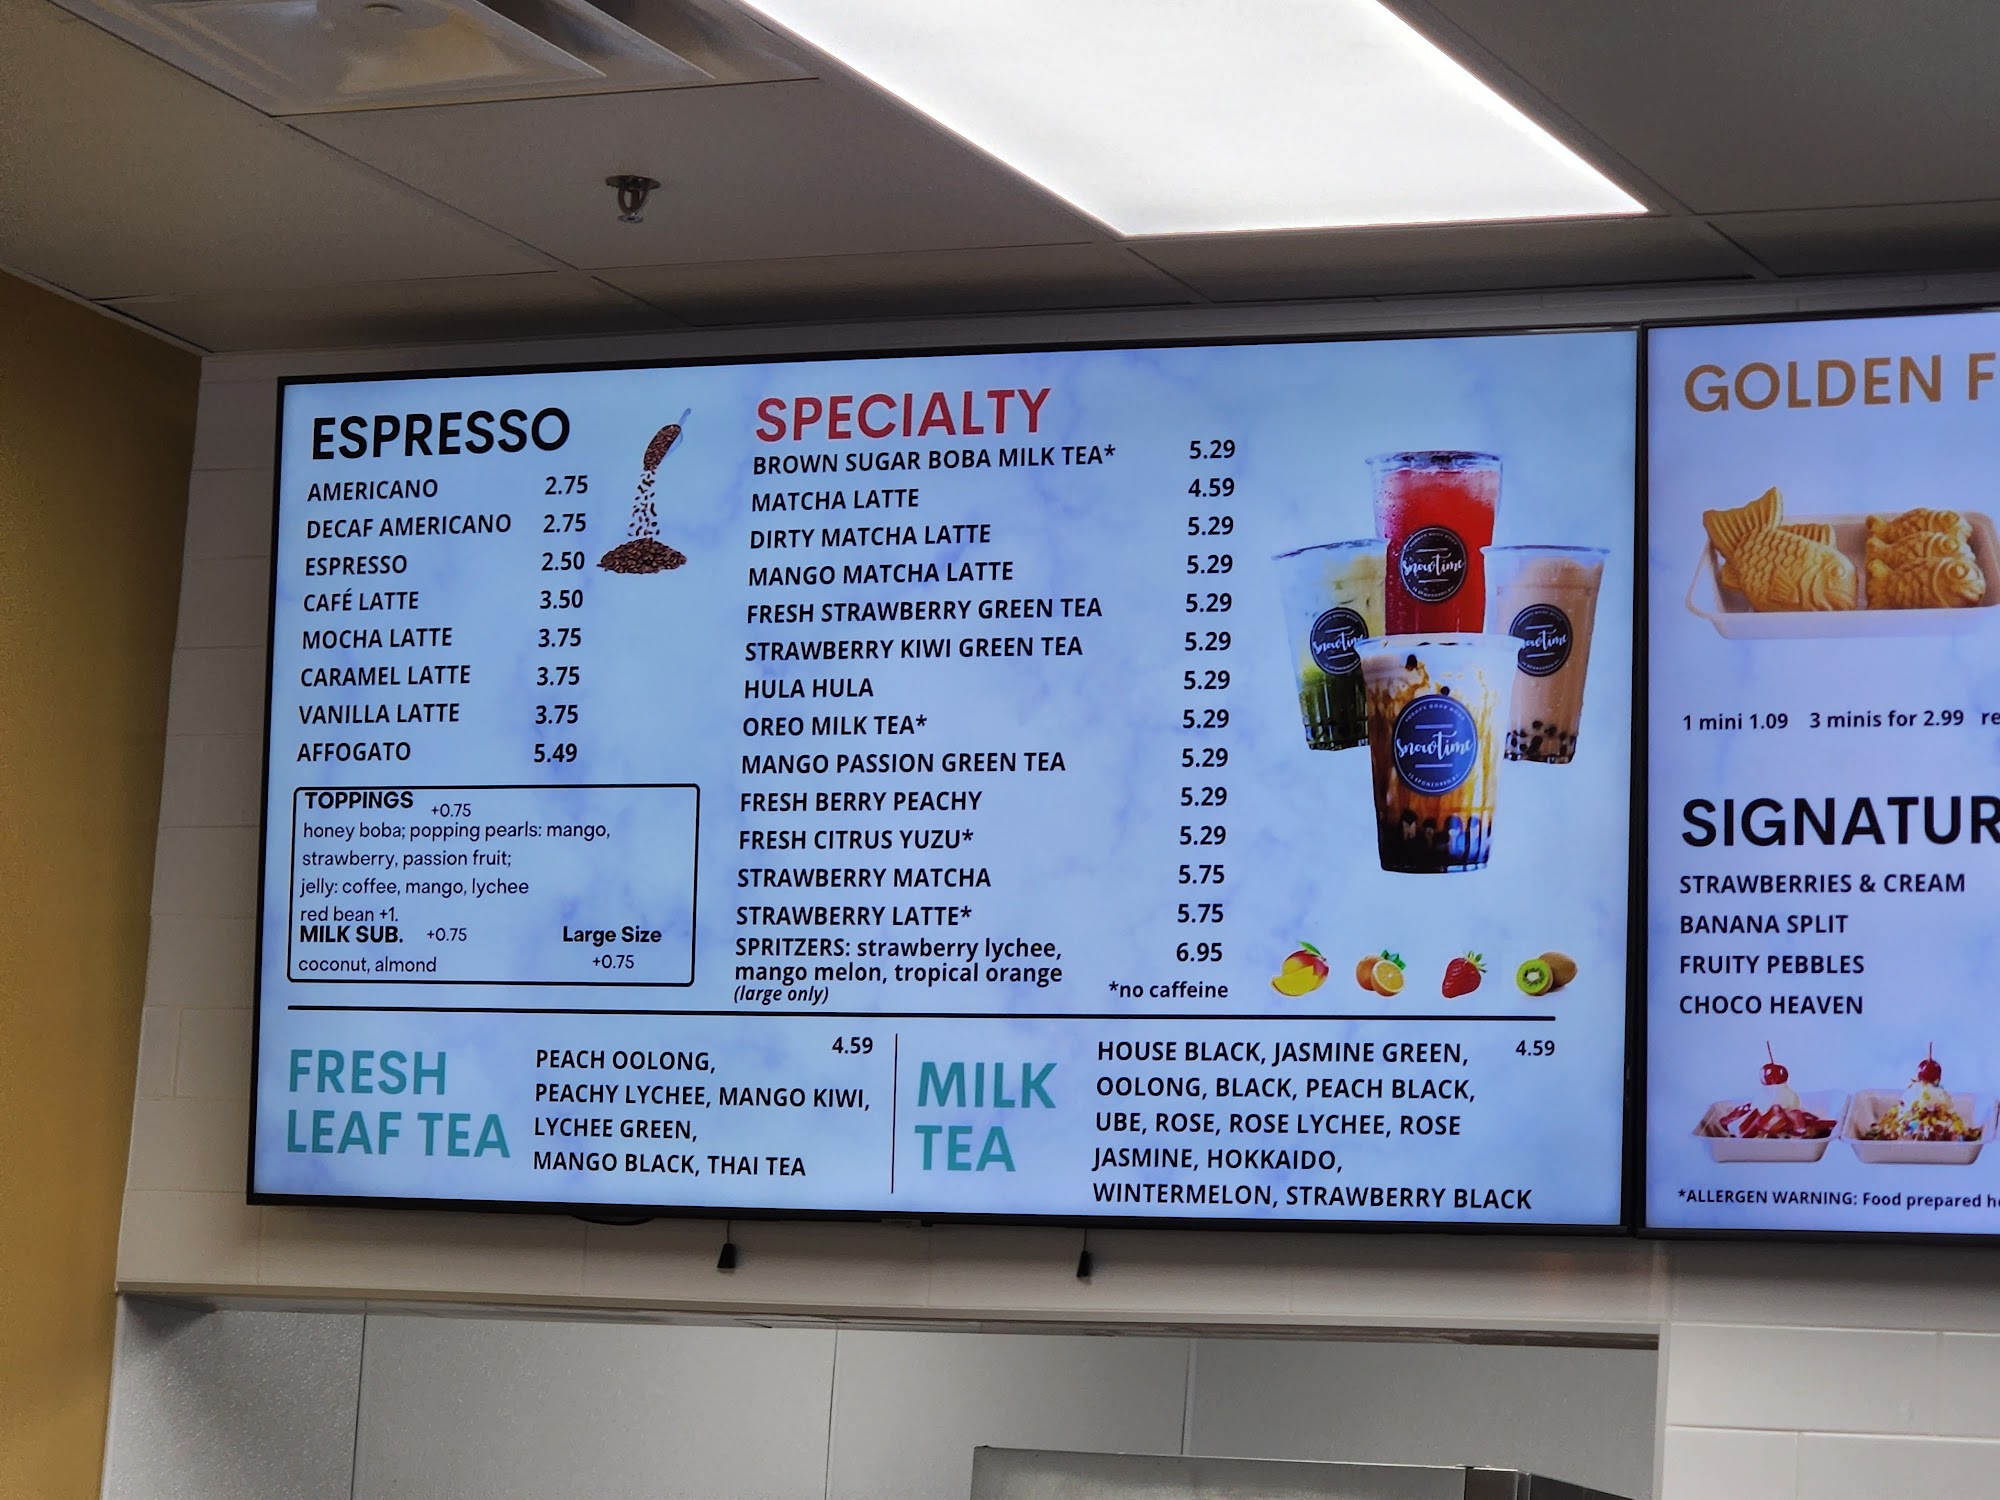 ESPRESSO
AMERICANO 2.75
DECAF AMERICANO 2.75
ESPRESSO 2.50
CAFÉ LATTE 3.50
MOCHA LATTE 3.75
CARAMEL LATTE 3.75
VANILLA LATTE 3.75
AFFOGATO 5.49
TOPPINGS +0.75
honey boba; popping pearls: mango,
strawberry, passion fruit;
jelly: coffee, mango, lychee
red bean +1.
MILK SUB. +0.75 Large Size
coconut, almond +0.75
SPECIALTY
BROWN SUGAR BOBA MILK TEA* 5.29
MATCHA LATTE 4.59
DIRTY MATCHA LATTE 5.29
MANGO MATCHA LATTE 5.29
FRESH STRAWBERRY GREEN TEA 5.29
STRAWBERRY KIWI GREEN TEA 5.29
HULA HULA 5.29
OREO MILK TEA* 5.29
MANGO PASSION GREEN TEA 5.29
FRESH BERRY PEACHY 5.29
FRESH CITRUS YUZU* 5.29
STRAWBERRY MATCHA 5.75
STRAWBERRY LATTE* 5.75
SPRITZERS: strawberry lychee, 6.95
mango melon, tropical orange
(large only) *no caffeine
Snowtime
Snowtime
Snowtime
Snowtime
FRESH
LEAF TEA
PEACH OOLONG, 4.59
PEACHY LYCHEE, MANGO KIWI,
LYCHEE GREEN,
MANGO BLACK, THAI TEA
MILK
TEA
HOUSE BLACK, JASMINE GREEN, 4.59
OOLONG, BLACK, PEACH BLACK,
UBE, ROSE, ROSE LYCHEE, ROSE
JASMINE, HOKKAIDO,
WINTERMELON, STRAWBERRY BLACK
GOLDEN F
1 mini 1.09 3 minis for 2.99 re
SIGNATUR
STRAWBERRIES & CREAM
BANANA SPLIT
FRUITY PEBBLES
CHOCO HEAVEN
*ALLERGEN WARNING: Food prepared h